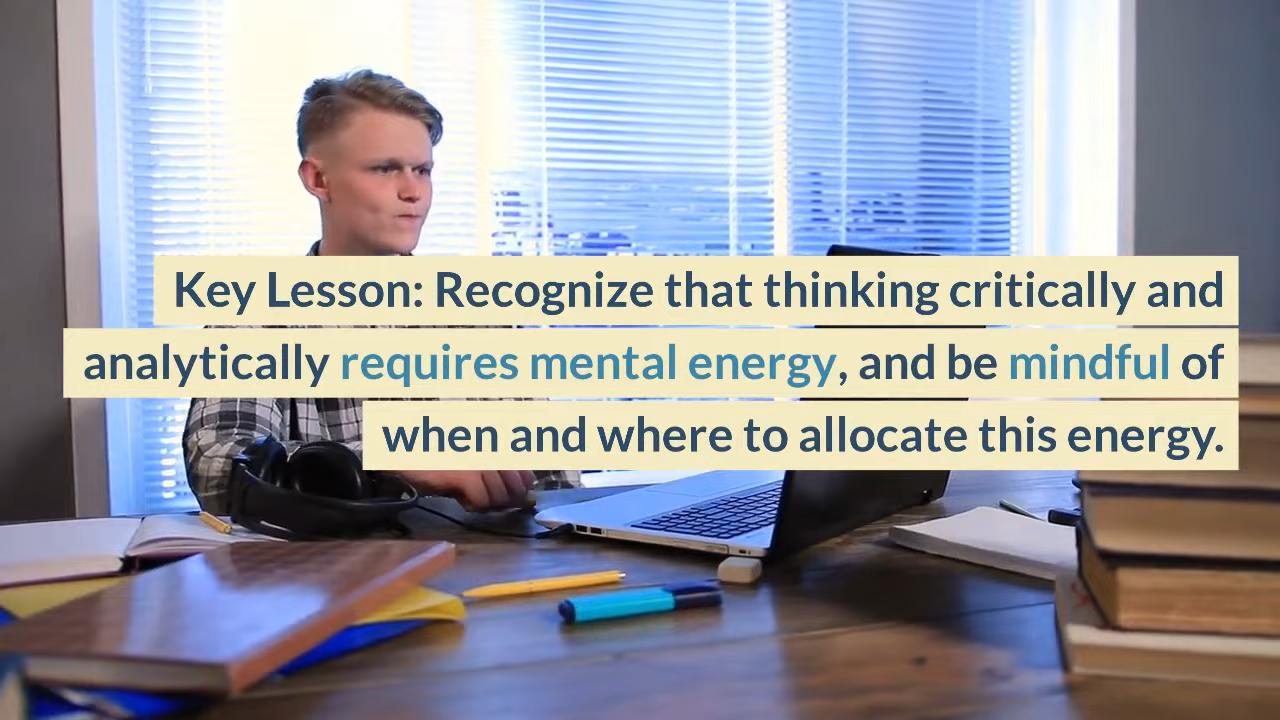 Key Lesson: Recognize that thinking critically and
analytically requires mental energy, and be mindful of
when and where to allocate this energy.